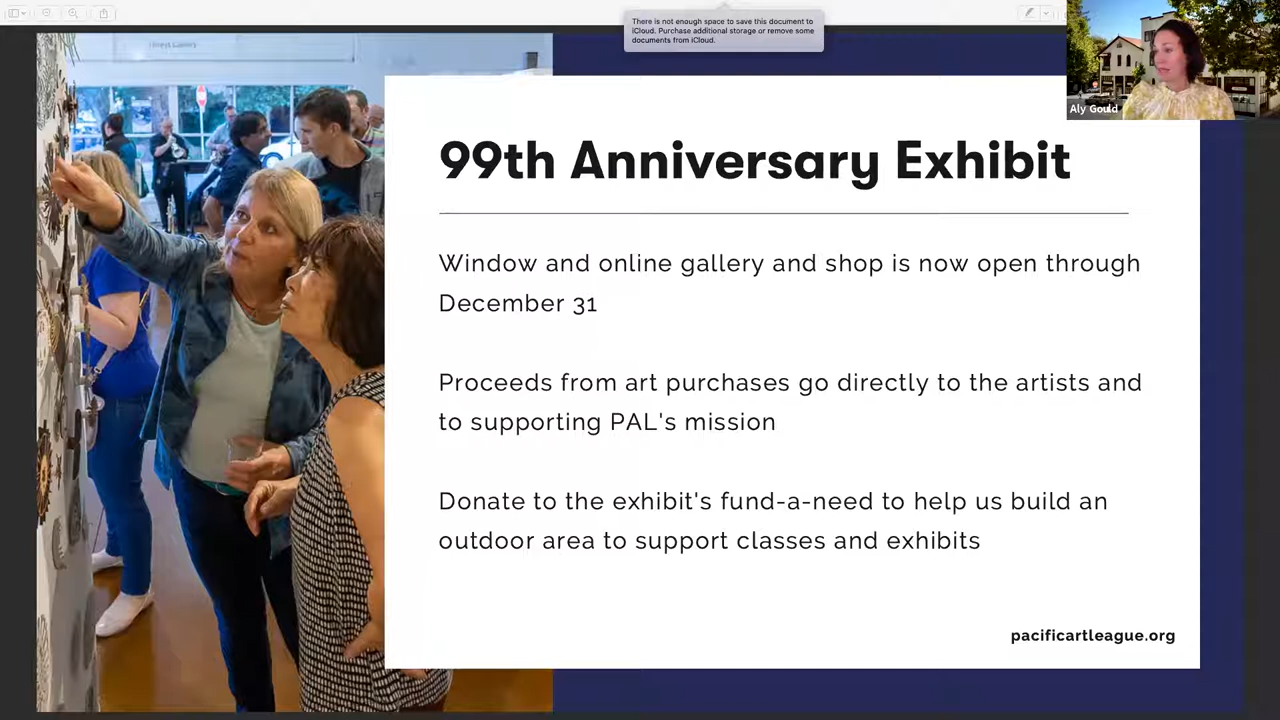 There is not enough space to save this document to
iCloud. Purchase additional storage or remove some
documents from iCloud.
Aly Gould
99th Anniversary Exhibit
Window and online gallery and shop is now open through
December 31
Proceeds from art purchases go directly to the artists and
to supporting PAL's mission
Donate to the exhibit's fund-a-need to help us build an
outdoor area to support classes and exhibits
pacificartleague.org